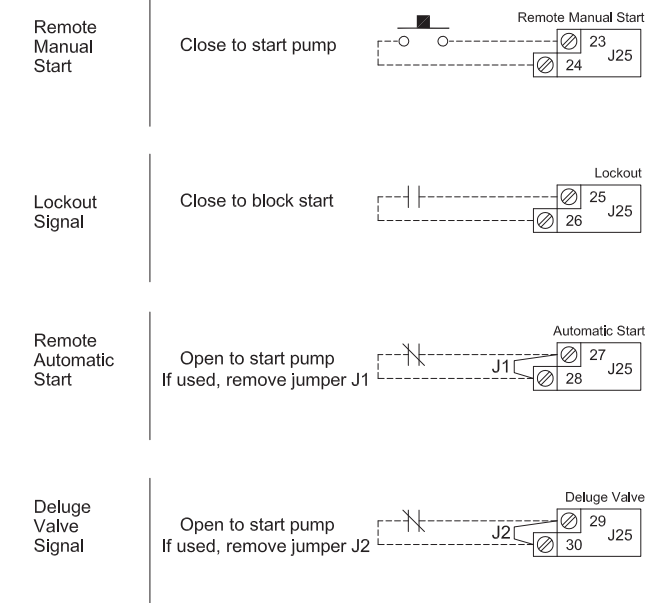 Remote
Manual
Start
Close to start pump
Remote Manual Start
23
24
J25
Lockout
Signal
Close to block start
Lockout
25
26
J25
Remote
Automatic
Start
Open to start pump
If used, remove jumper J1
Automatic Start
J1
27
28
J25
Deluge
Valve
Signal
Open to start pump
If used, remove jumper J2
Deluge Valve
J2
29
30
J25